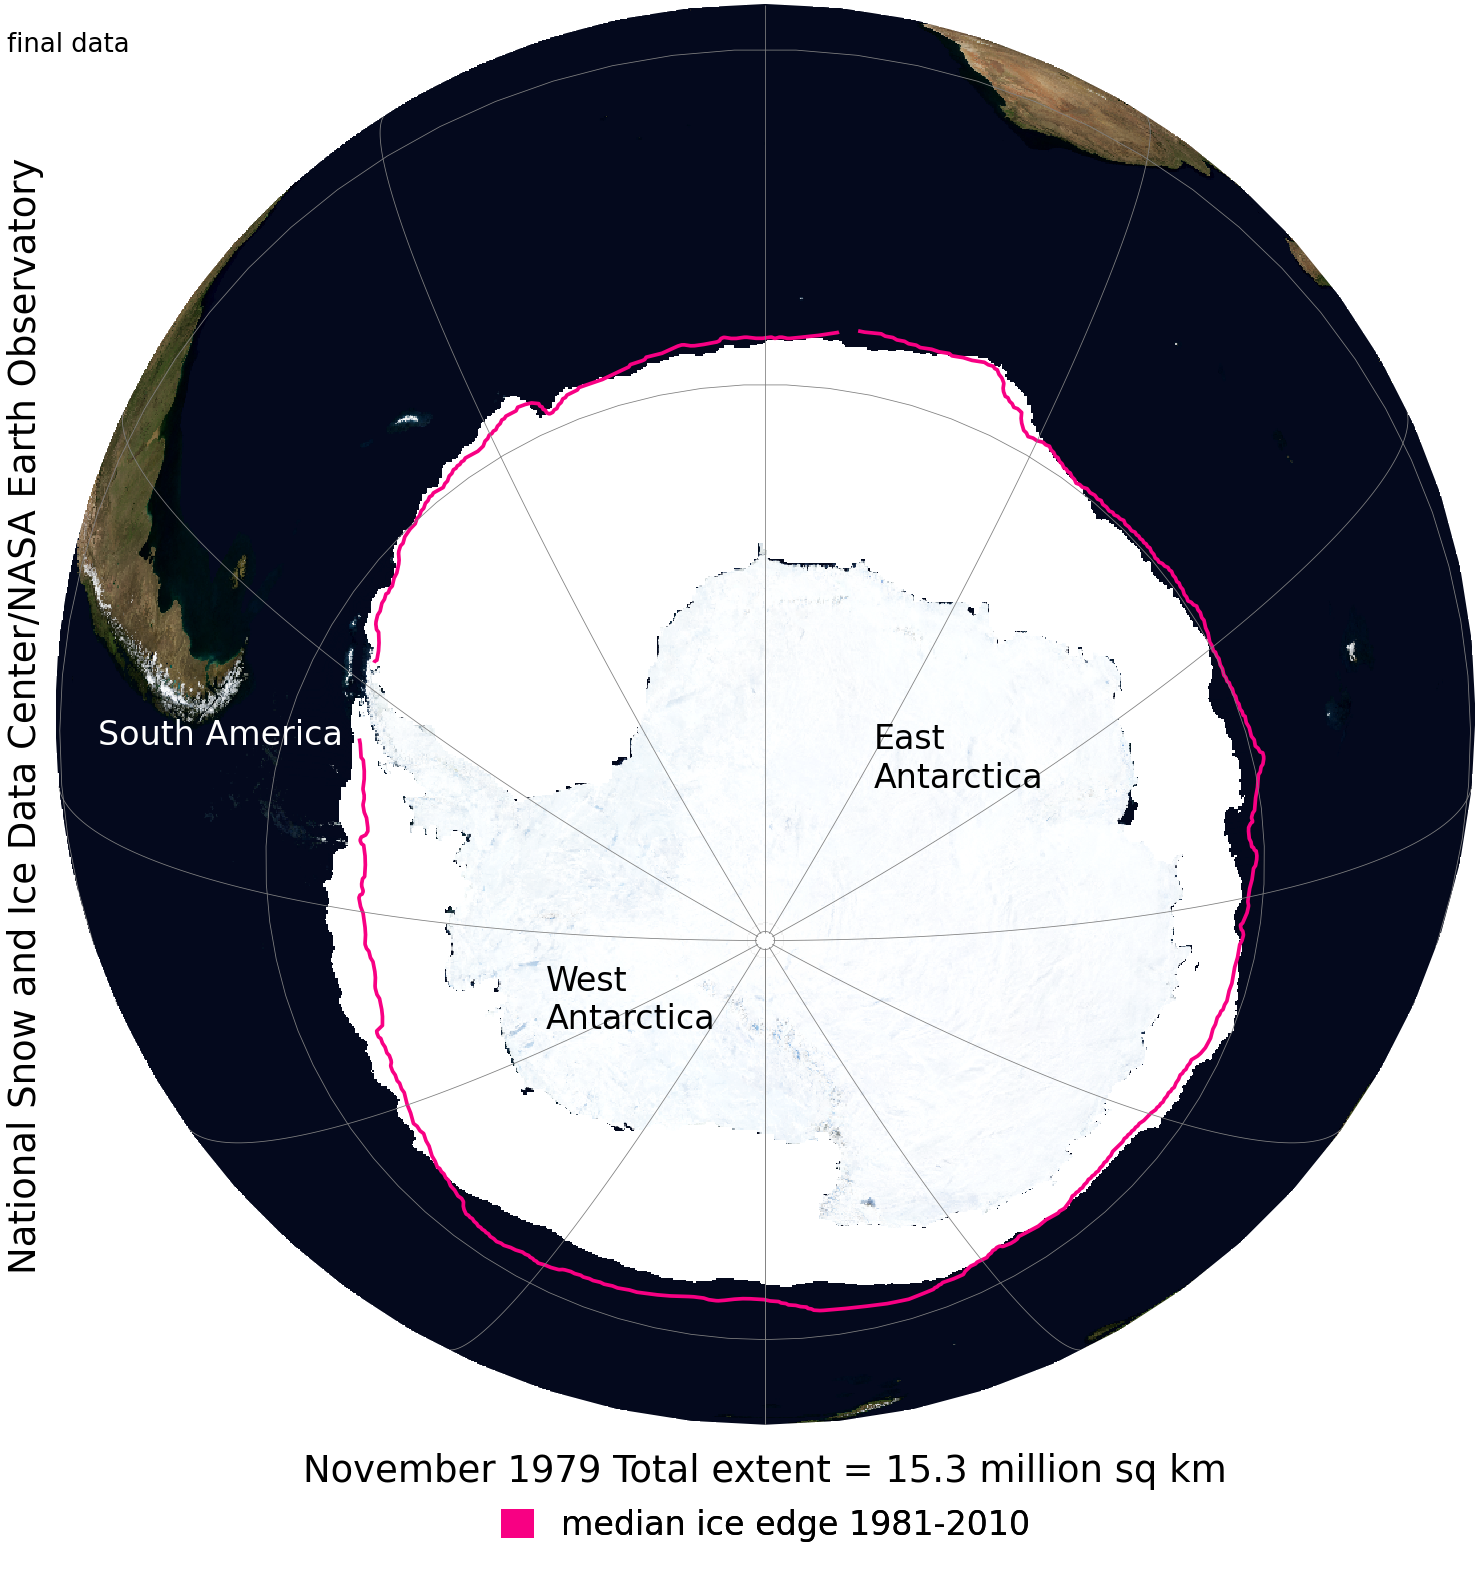 final data
National Snow and Ice Data Center/NASA Earth Observatory
South America
East
Antarctica
West
Antarctica
November 1979 Total extent = 15.3 million sq km
median ice edge 1981-2010